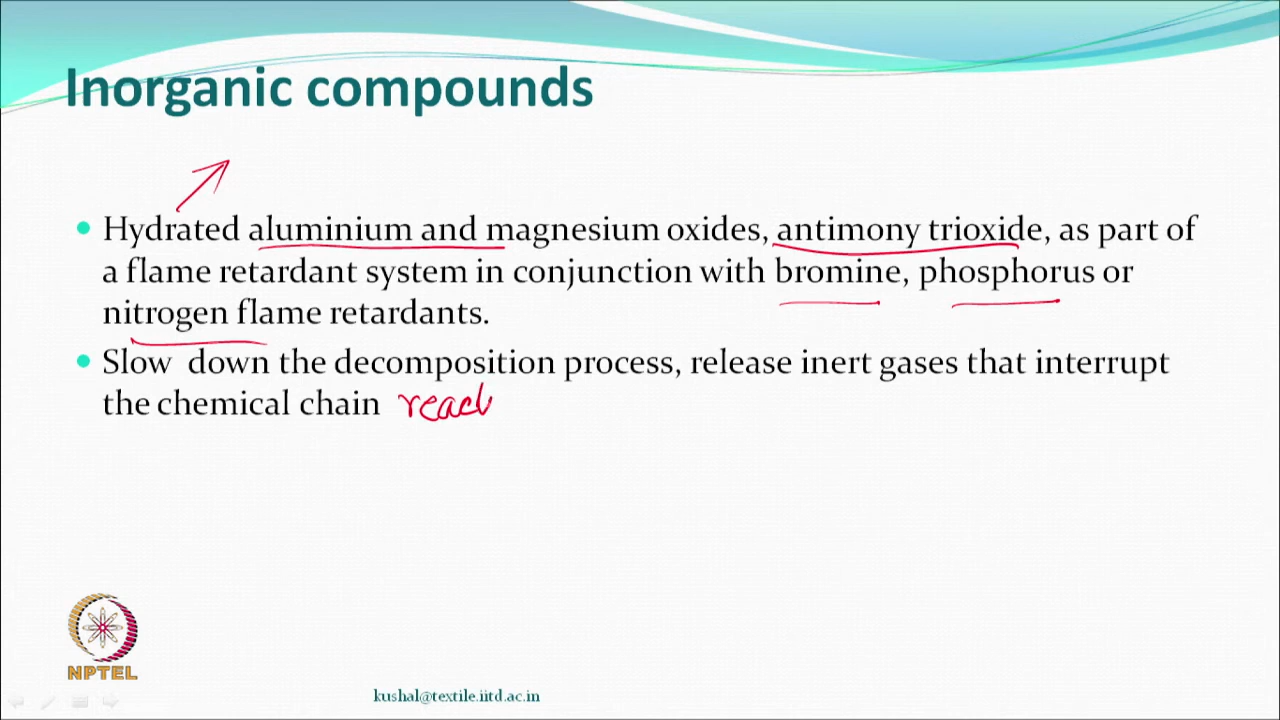 Inorganic compounds
Hydrated aluminium and magnesium oxides, antimony trioxide, as part of
a flame retardant system in conjunction with bromine, phosphorus or
nitrogen flame retardants.
Slow down the decomposition process, release inert gases that interrupt
the chemical chain react
NPTEL
kushal@textile.iitd.ac.in